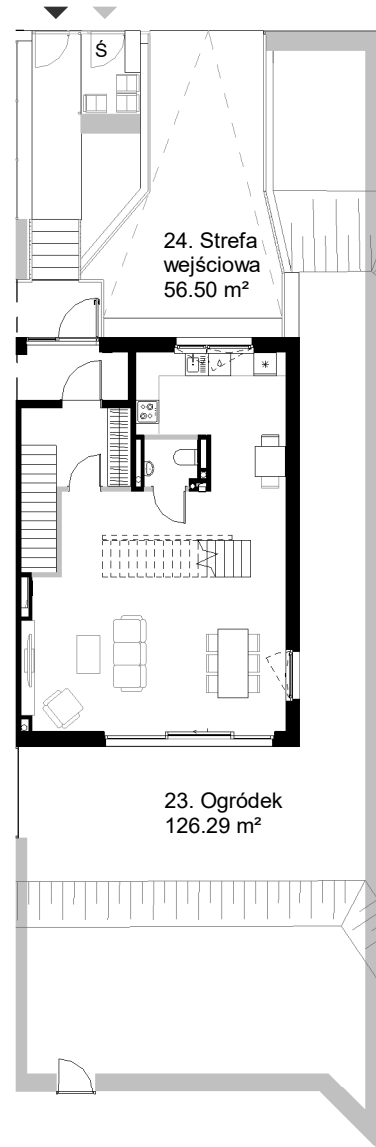 Ś
24. Strefa
wejściowa
56.50 m²
23. Ogródek
126.29 m²